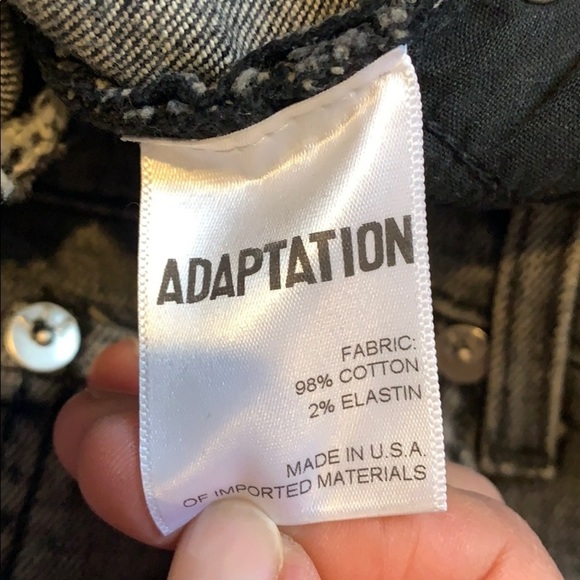 ADAPTATION
FABRIC:
98% COTTON
2% ELASTIN
MADE IN U.S.A.
OF IMPORTED MATERIALS